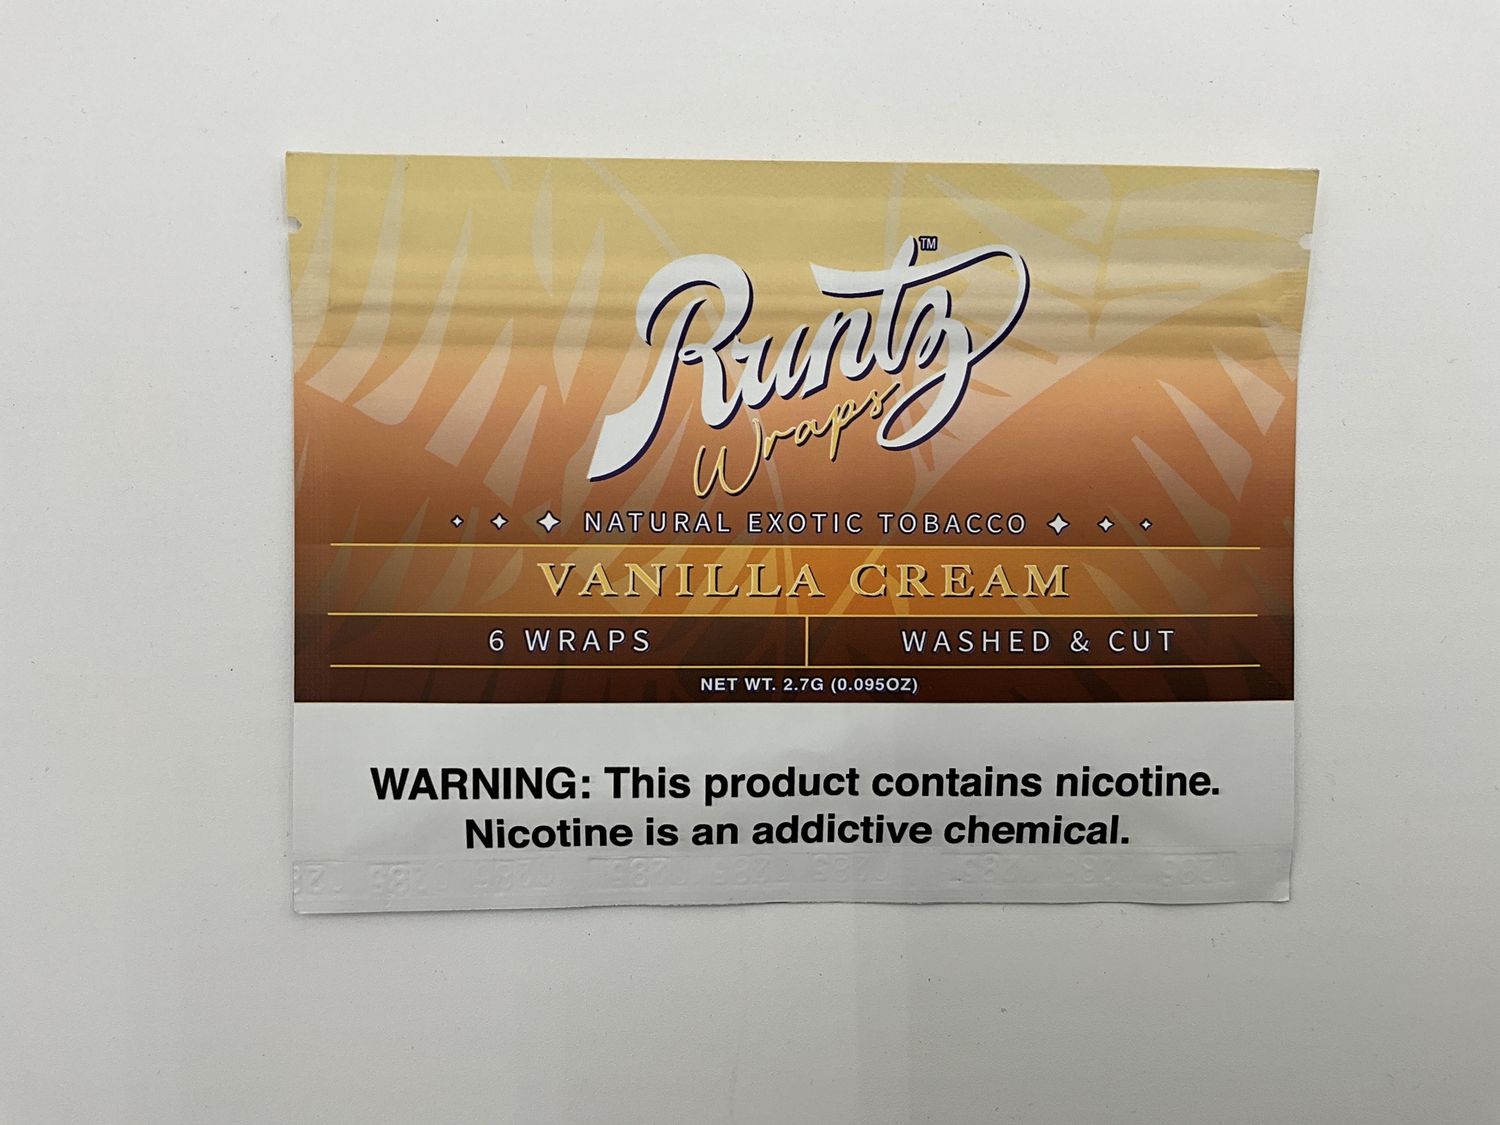 Runtz™
Wraps
NATURAL EXOTIC TOBACCO
VANILLA CREAM
6 WRAPS
WASHED & CUT
NET WT. 2.7G (0.095OZ)
WARNING: This product contains nicotine.
Nicotine is an addictive chemical.